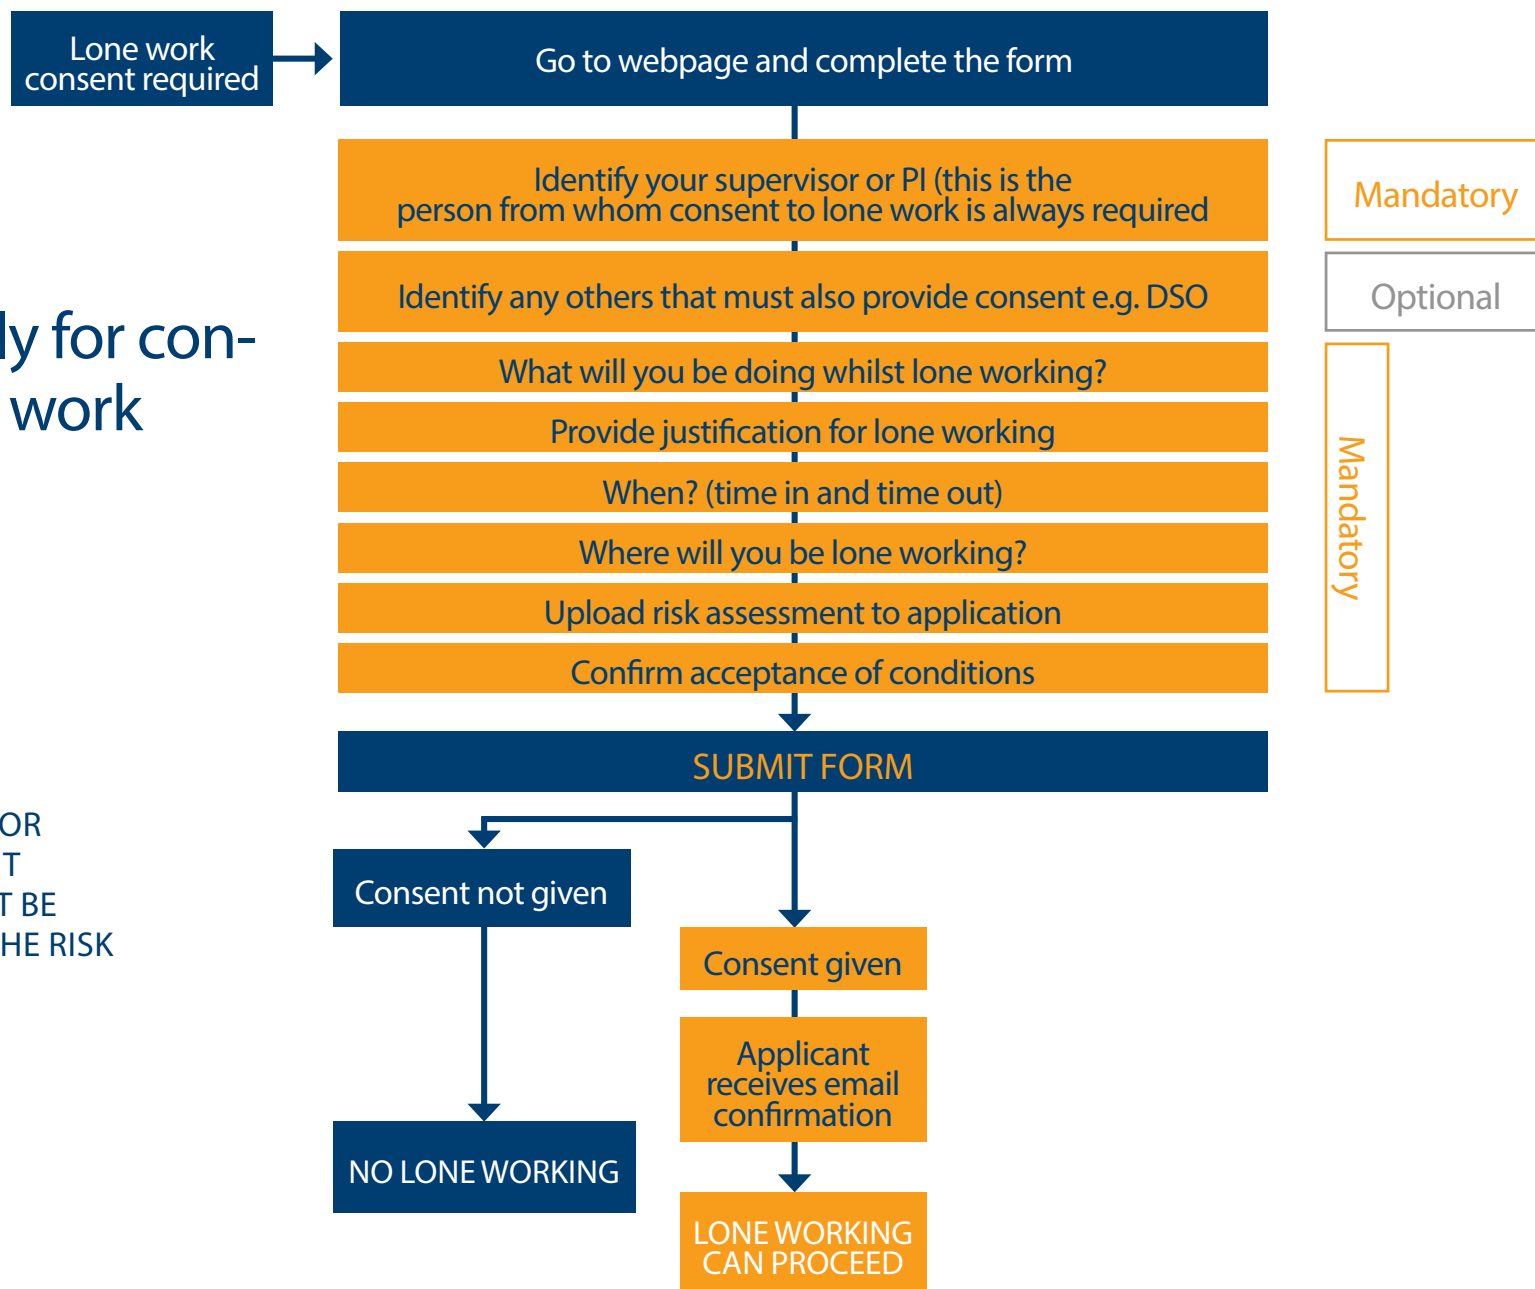 Lone work
consent required
Go to webpage and complete the form
Identify your supervisor or PI (this is the
person from whom consent to lone work is always required
Mandatory
Identify any others that must also provide consent e.g. DSO
Optional
ly for con-
work
What will you be doing whilst lone working?
Provide justification for lone working
When? (time in and time out)
Where will you be lone working?
Upload risk assessment to application
Confirm acceptance of conditions
Mandatory
SUBMIT FORM
OR
T
T BE
HE RISK
Consent not given
NO LONE WORKING
Consent given
Applicant
receives email
confirmation
LONE WORKING
CAN PROCEED